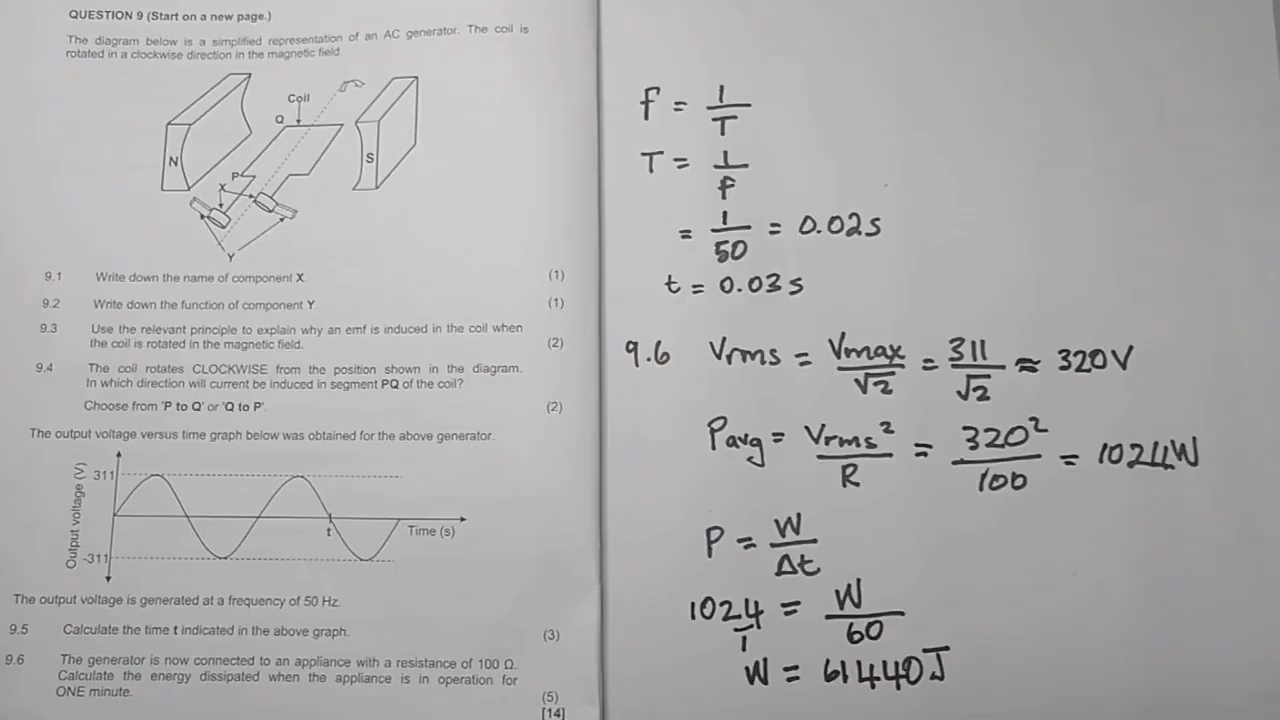 QUESTION 9 (Start on a new page.)
The diagram below is a simplified representation of an AC generator. The coil is
rotated in a clockwise direction in the magnetic field.
Coil
Q
N
S
P
X
Y
9.1 Write down the name of component X. (1)
9.2 Write down the function of component Y. (1)
9.3 Use the relevant principle to explain why an emf is induced in the coil when
the coil is rotated in the magnetic field. (2)
9.4 The coil rotates CLOCKWISE from the position shown in the diagram.
In which direction will current be induced in segment PQ of the coil?
Choose from 'P to Q' or 'Q to P'. (2)
The output voltage versus time graph below was obtained for the above generator.
Output voltage (V)
311
t
Time (s)
-311
The output voltage is generated at a frequency of 50 Hz.
9.5 Calculate the time t indicated in the above graph. (3)
9.6 The generator is now connected to an appliance with a resistance of 100 Ω.
Calculate the energy dissipated when the appliance is in operation for
ONE minute. (5)
[14]
f = 1/T
T = 1/f
= 1/50 = 0.02s
t = 0.03s
9.6 Vrms = Vmax/√2 = 311/√2 ≈ 320V
Pavg = Vrms²/R = 320²/100 = 1024W
P = W/Δt
1024/1 = W/60
W = 61440J